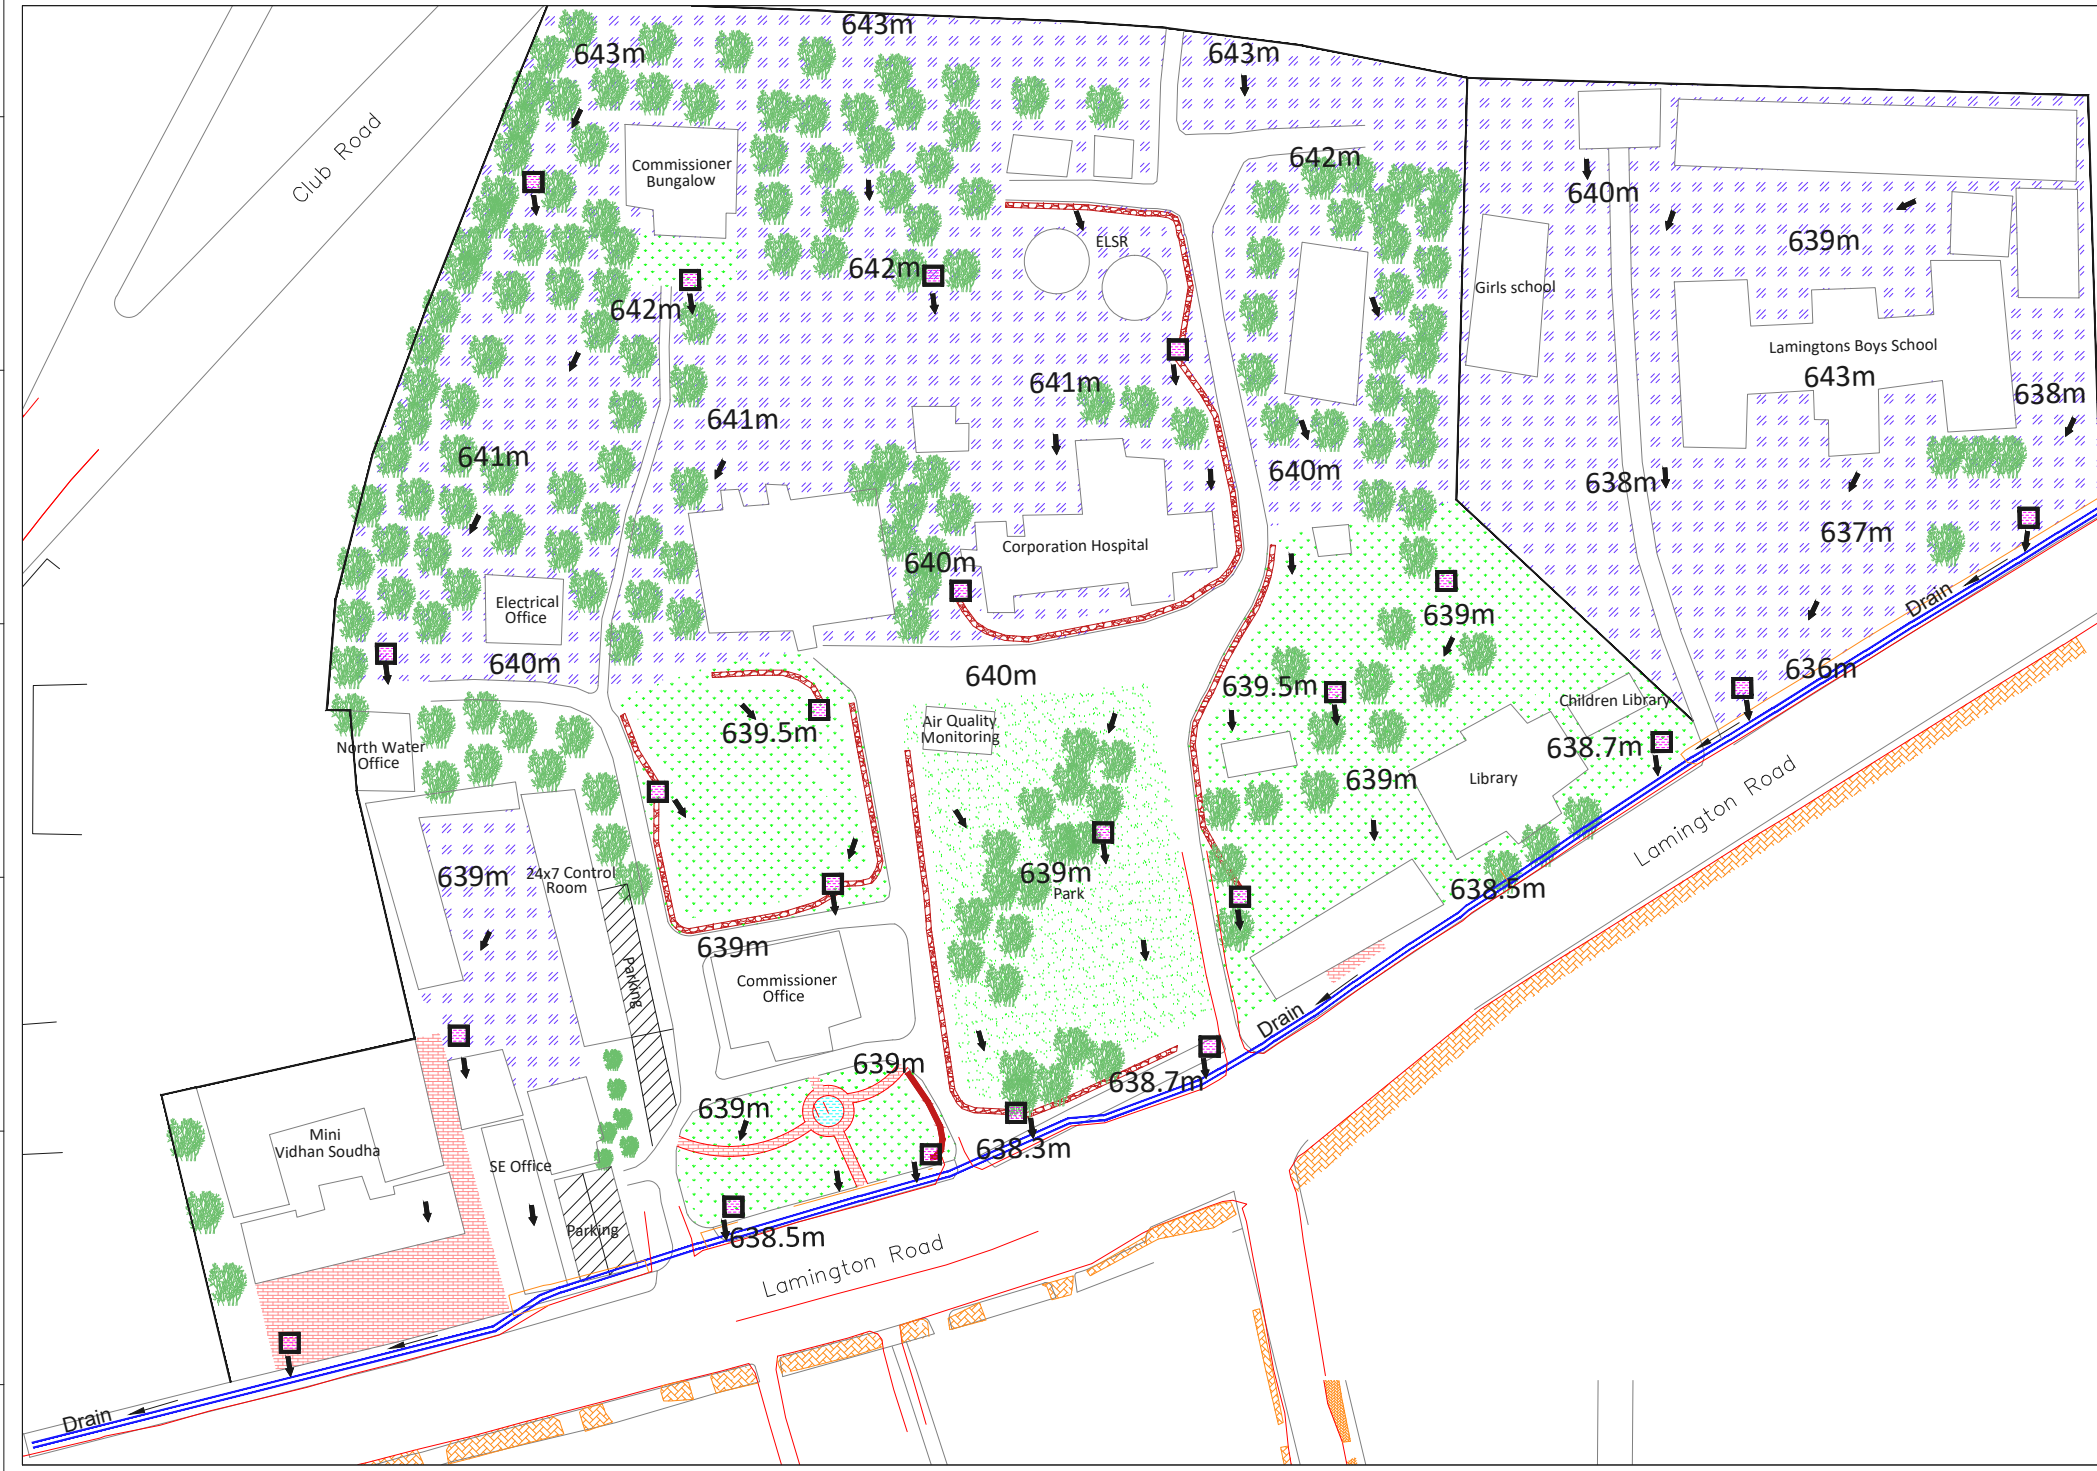 643m
643m
643m
Club Road
Commissioner
Bungalow
642m
640m
639m
ELSR
642m
642m
Girls school
Lamingtons Boys School
643m
638m
641m
641m
641m
640m
638m
637m
Corporation Hospital
640m
Electrical
Office
640m
639m
Drain
636m
640m
639.5m
Children Library
North Water
Office
639.5m
Air Quality
Monitoring
638.7m
Library
639m
Lamington Road
639m
24x7 Control
Room
639m
Park
638.5m
639m
Parking
Commissioner
Office
Drain
639m
638.7m
639m
Mini
Vidhan Soudha
SE Office
638.3m
Parking
638.5m
Lamington Road
Drain